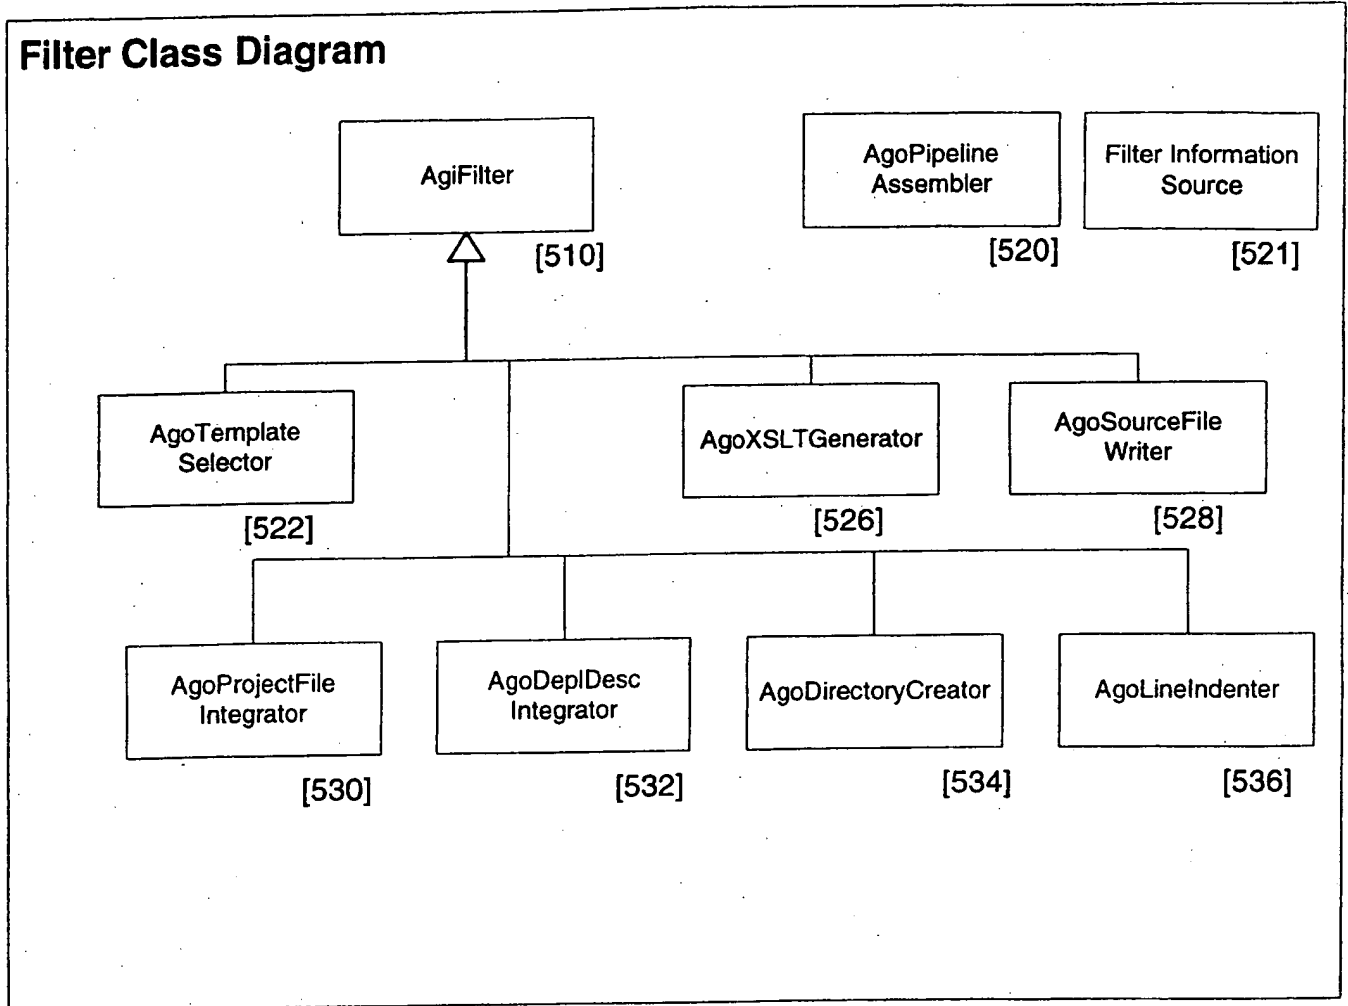 Filter Class Diagram
AgiFilter
[510]
AgoPipeline
Assembler
[520]
Filter Information
Source
[521]
AgoTemplate
Selector
[522]
AgoXSLTGenerator
[526]
AgoSourceFile
Writer
[528]
AgoProjectFile
Integrator
[530]
AgoDeplDesc
Integrator
[532]
AgoDirectoryCreator
[534]
AgoLineIndenter
[536]